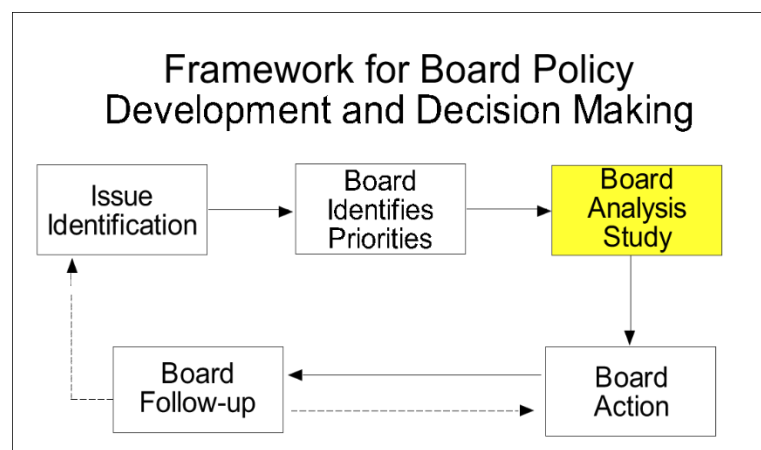 Framework for Board Policy
Development and Decision Making
Issue
Identification
Board
Identifies
Priorities
Board
Analysis
Study
Board
Follow-up
Board
Action